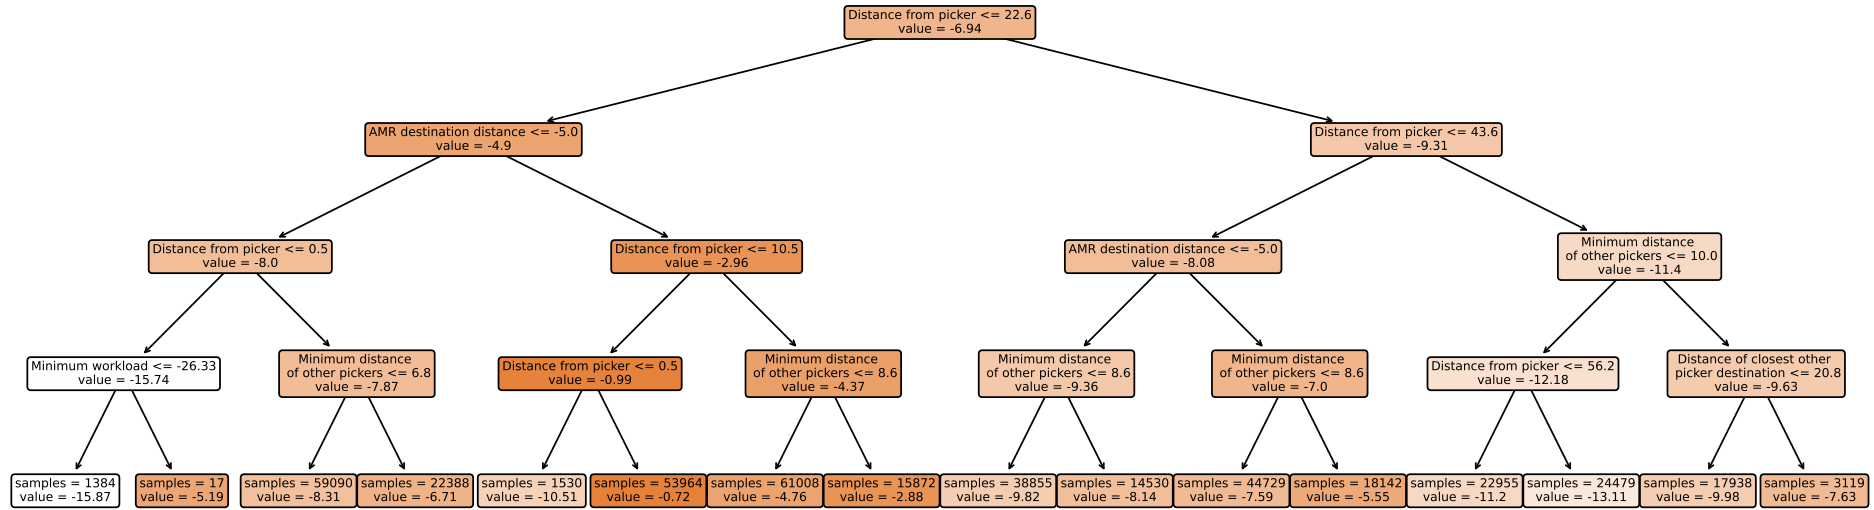 Distance from picker <= 22.6
value = -6.94
AMR destination distance <= -5.0
value = -4.9
Distance from picker <= 43.6
value = -9.31
Distance from picker <= 0.5
value = -8.0
Distance from picker <= 10.5
value = -2.96
AMR destination distance <= -5.0
value = -8.08
Minimum distance
of other pickers <= 10.0
value = -11.4
Minimum workload <= -26.33
value = -15.74
Minimum distance
of other pickers <= 6.8
value = -7.87
Distance from picker <= 0.5
value = -0.99
Minimum distance
of other pickers <= 8.6
value = -4.37
Minimum distance
of other pickers <= 8.6
value = -9.36
Minimum distance
of other pickers <= 8.6
value = -7.0
Distance from picker <= 56.2
value = -12.18
Distance of closest other
picker destination <= 20.8
value = -9.63
samples = 1384
value = -15.87
samples = 17
value = -5.19
samples = 59090
value = -8.31
samples = 22388
value = -6.71
samples = 1530
value = -10.51
samples = 53964
value = -0.72
samples = 61008
value = -4.76
samples = 15872
value = -2.88
samples = 38855
value = -9.82
samples = 14530
value = -8.14
samples = 44729
value = -7.59
samples = 18142
value = -5.55
samples = 22955
value = -11.2
samples = 24479
value = -13.11
samples = 17938
value = -9.98
samples = 3119
value = -7.63